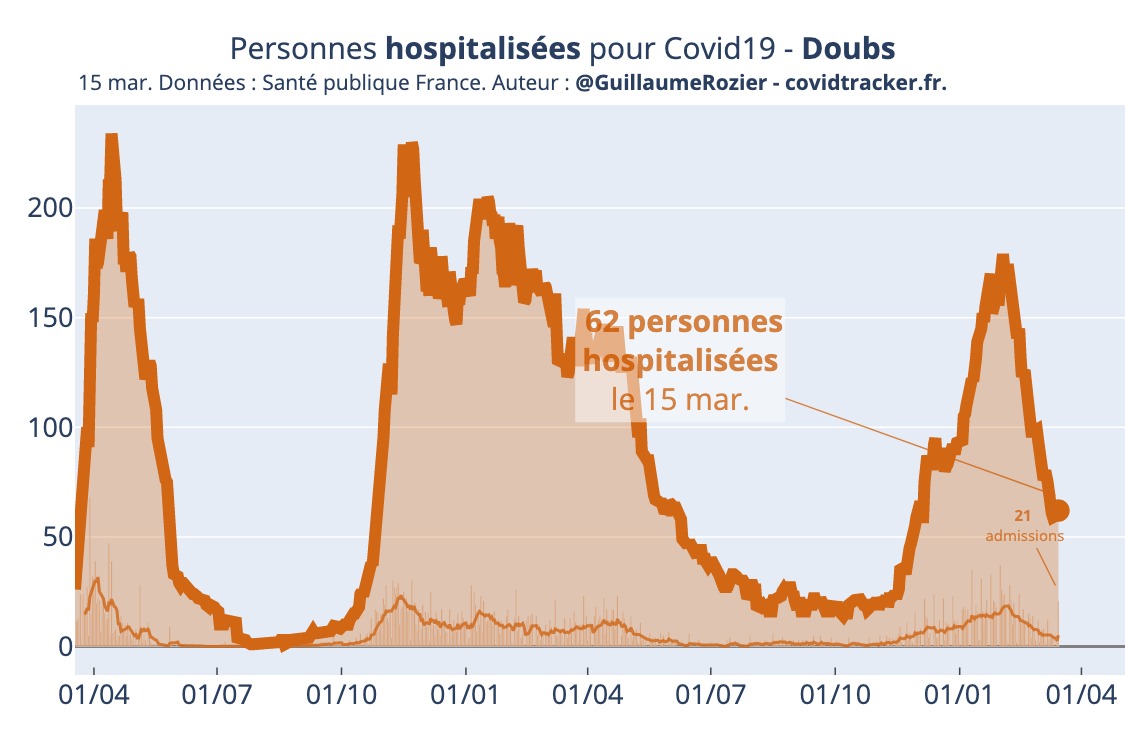 Personnes hospitalisées pour Covid19 - Doubs
15 mar. Données : Santé publique France. Auteur : @GuillaumeRozier - covidtracker.fr.
200
150
100
50
0
62 personnes
hospitalisées
le 15 mar.
21
admissions
01/04 01/07 01/10 01/01 01/04 01/07 01/10 01/01 01/04